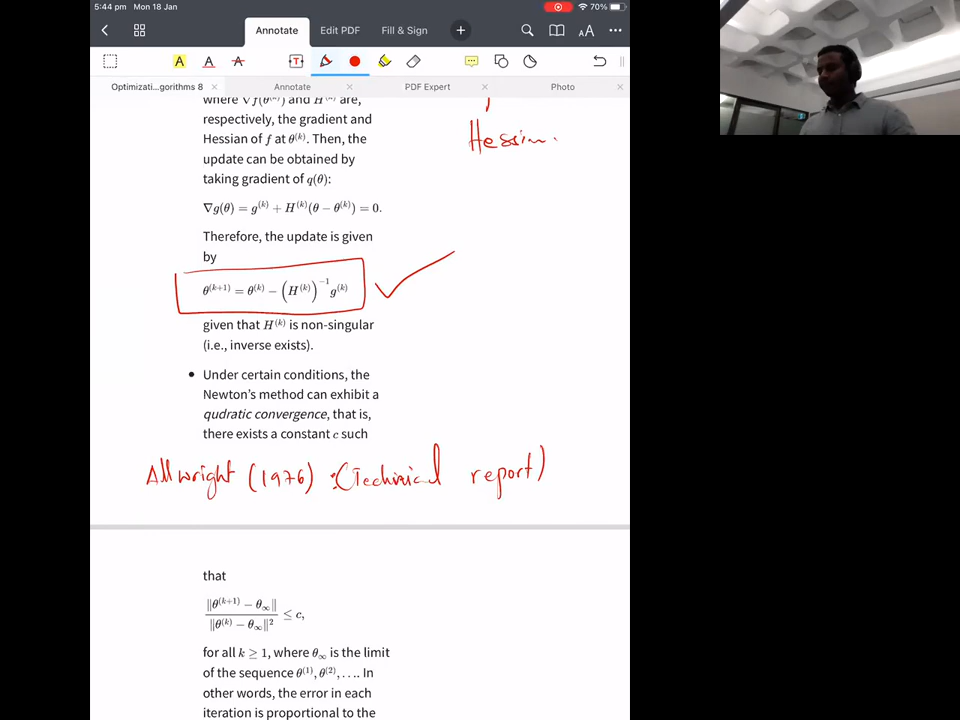 5:44 pm Mon 18 Jan
70%
Annotate Edit PDF Fill & Sign +
AA
A A A T
Optimizati...gorithms 8 × Annotate × PDF Expert × Photo ×
where ∇f(θ⁽ᵏ⁾) and H⁽ᵏ⁾ are,
respectively, the gradient and
Hessian of f at θ⁽ᵏ⁾. Then, the
update can be obtained by
taking gradient of q(θ):
Hessian.
∇g(θ) = g⁽ᵏ⁾ + H⁽ᵏ⁾(θ − θ⁽ᵏ⁾) = 0.
Therefore, the update is given
by
θ⁽ᵏ⁺¹⁾ = θ⁽ᵏ⁾ − (H⁽ᵏ⁾)⁻¹ g⁽ᵏ⁾
given that H⁽ᵏ⁾ is non-singular
(i.e., inverse exists).
• Under certain conditions, the
Newton's method can exhibit a
qudratic convergence, that is,
there exists a constant c such
Allwright (1976) :(Technical report)
that
‖θ⁽ᵏ⁺¹⁾ − θ∞‖ / ‖θ⁽ᵏ⁾ − θ∞‖² ≤ c,
for all k ≥ 1, where θ∞ is the limit
of the sequence θ⁽¹⁾, θ⁽²⁾, .... In
other words, the error in each
iteration is proportional to the